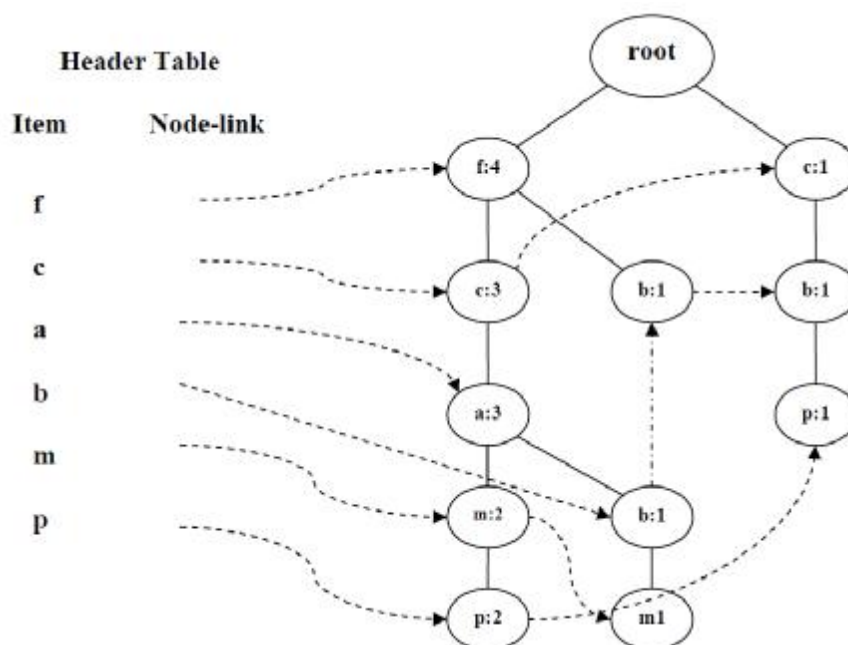 root
Header Table
Item Node-link
f:4
c:1
f
c
c:3
b:1
b:1
a
b
a:3
p:1
m
m:2
b:1
p
p:2
m1